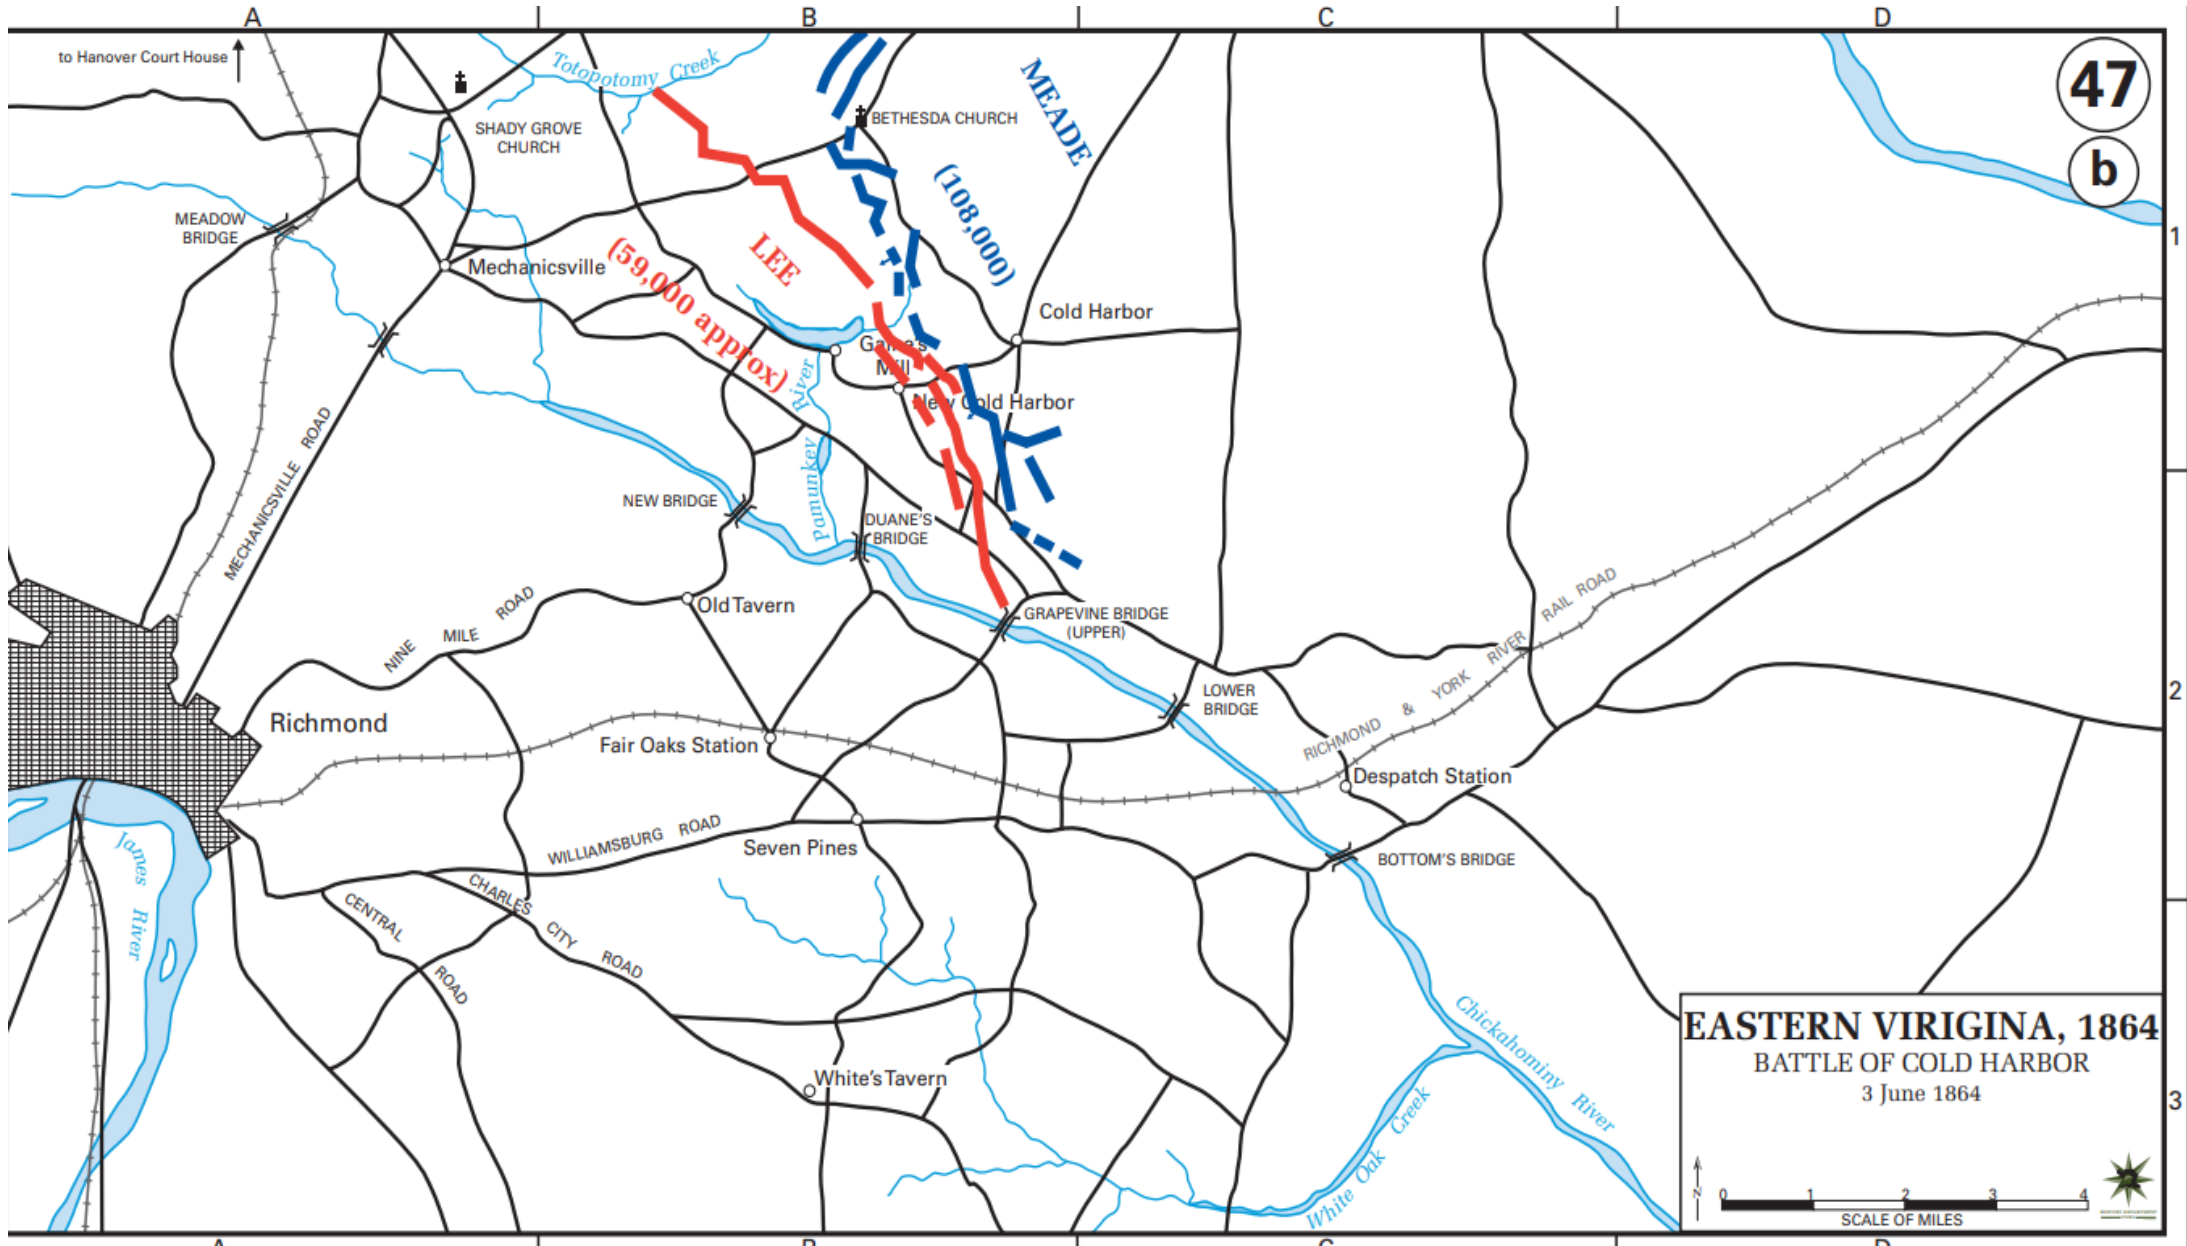 A
B
C
D
to Hanover Court House
Totopotomy Creek
MEADE
47
b
BETHESDA CHURCH
SHADY GROVE
CHURCH
(108,000)
MEADOW
BRIDGE
1
LEE
Mechanicsville
(59,000 approx)
Cold Harbor
Gaine's
Mill
New Cold Harbor
MECHANICSVILLE ROAD
Pamunkey River
NEW BRIDGE
DUANE'S
BRIDGE
RICHMOND & YORK RIVER RAIL ROAD
Old Tavern
GRAPEVINE BRIDGE
(UPPER)
NINE MILE ROAD
2
LOWER
BRIDGE
Richmond
Fair Oaks Station
Despatch Station
WILLIAMSBURG ROAD
Seven Pines
BOTTOM'S BRIDGE
James River
CENTRAL ROAD
CHARLES CITY ROAD
Chickahominy River
EASTERN VIRIGINA, 1864
BATTLE OF COLD HARBOR
3 June 1864
White's Tavern
3
White Oak Creek
N
0 1 2 3 4
SCALE OF MILES
A
B
C
D